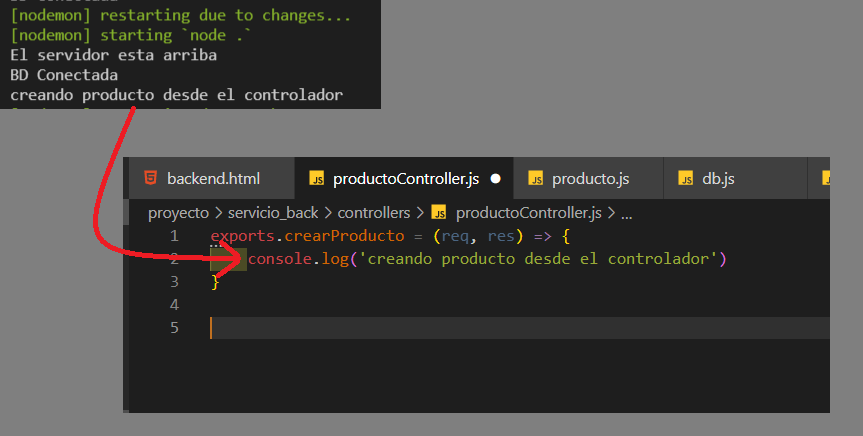 [nodemon] restarting due to changes...
[nodemon] starting `node .`
El servidor esta arriba
BD Conectada
creando producto desde el controlador
backend.html
JS productoController.js
JS producto.js
JS db.js
JS
proyecto > servicio_back > controllers > JS productoController.js > ...
1 exports.crearProducto = (req, res) => {
2 console.log('creando producto desde el controlador')
3 }
4
5